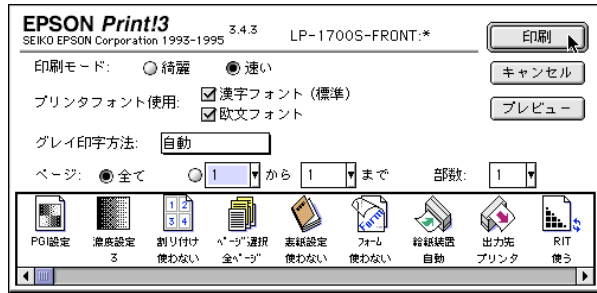 EPSON Print!3 3.4.3 LP-1700S-FRONT:*
SEIKO EPSON Corporation 1993-1995
印刷
印刷モード: 綺麗 速い
キャンセル
プリンタフォント使用: 漢字フォント (標準)
欧文フォント
プレビュー
グレイ印字方法: 自動
ページ: 全て 1 から 1 まで 部数: 1
1 2
3 4
Form
PGI設定 濃度設定 割り付け ページ選択 表紙設定 フォーム 給紙装置 出力先 RIT
3 使わない 全ページ 使わない 使わない 自動 プリンタ 使う